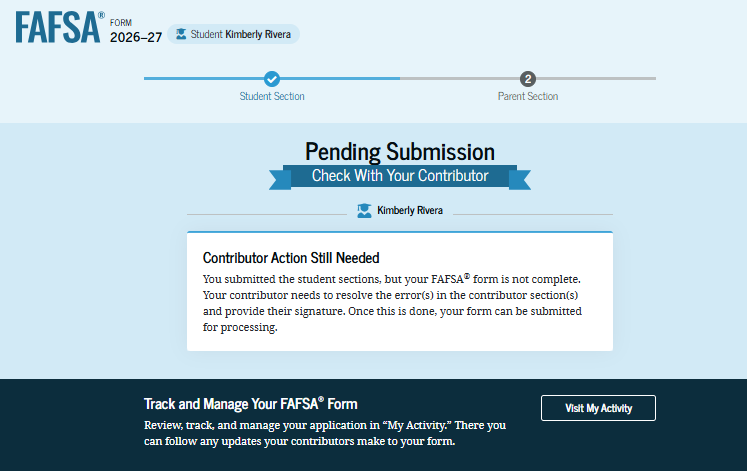 FAFSA® FORM
2026–27
Student Kimberly Rivera
2
Student Section
Parent Section
Pending Submission
Check With Your Contributor
Kimberly Rivera
Contributor Action Still Needed
You submitted the student sections, but your FAFSA® form is not complete.
Your contributor needs to resolve the error(s) in the contributor section(s)
and provide their signature. Once this is done, your form can be submitted
for processing.
Track and Manage Your FAFSA® Form
Visit My Activity
Review, track, and manage your application in “My Activity.” There you
can follow any updates your contributors make to your form.